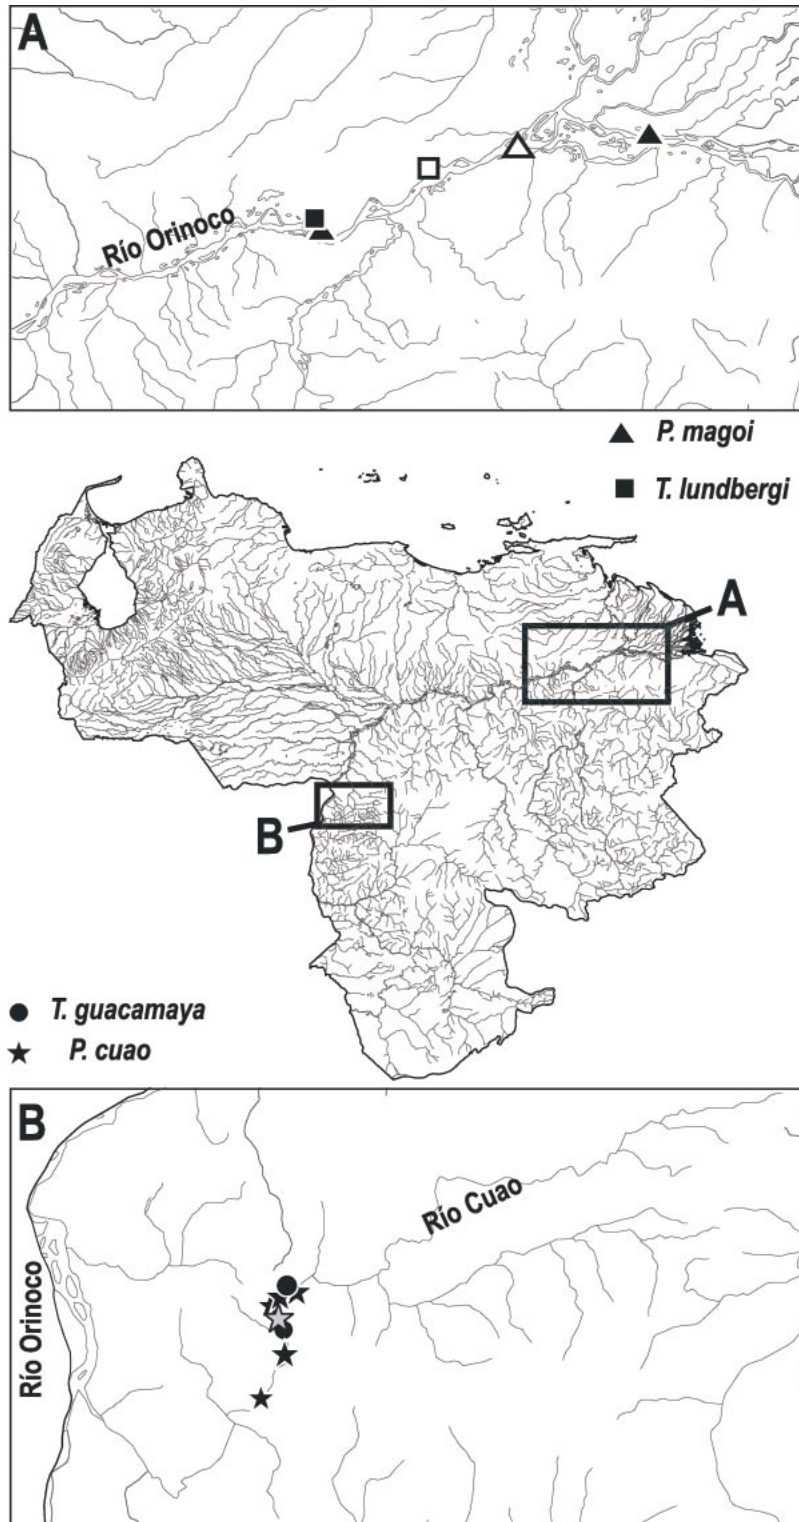 A
Río Orinoco
P. magoi
T. lundbergi
A
B
T. guacamaya
P. cuao
B
Río Cuao
Río Orinoco